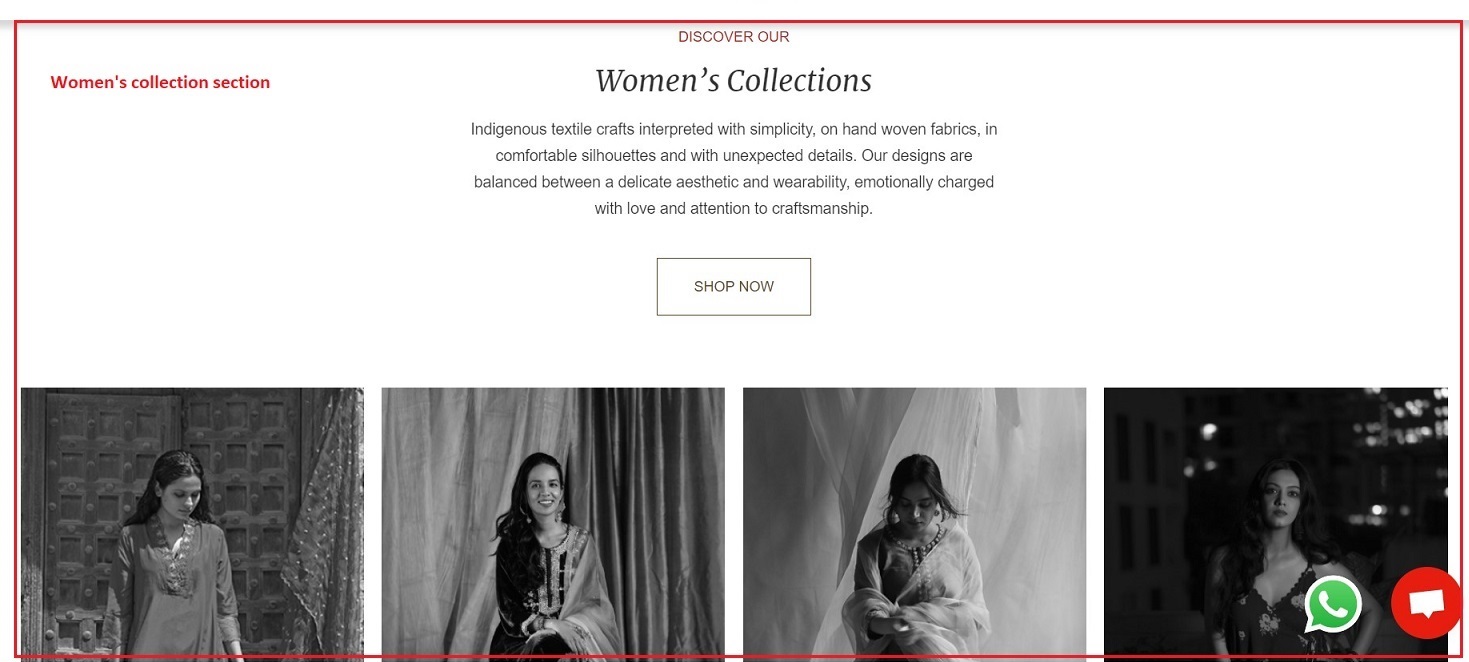 DISCOVER OUR
Women's collection section
Women’s Collections
Indigenous textile crafts interpreted with simplicity, on hand woven fabrics, in
comfortable silhouettes and with unexpected details. Our designs are
balanced between a delicate aesthetic and wearability, emotionally charged
with love and attention to craftsmanship.
SHOP NOW